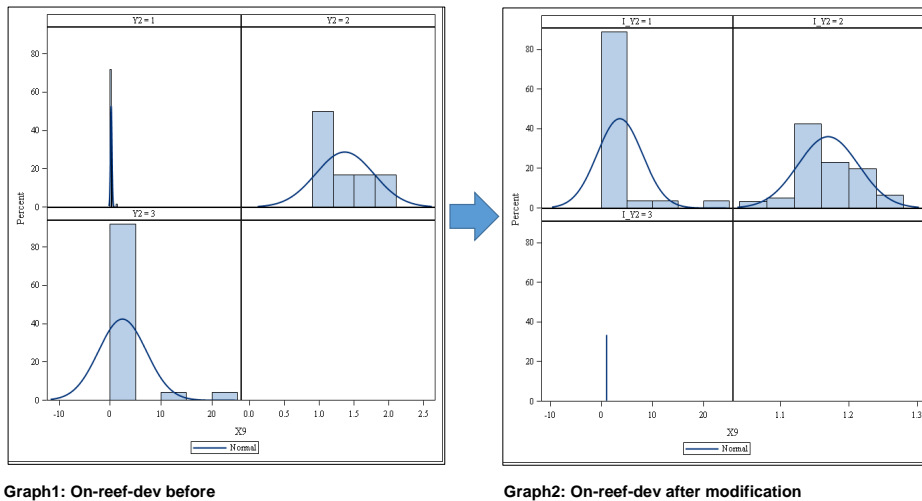 Y2 = 1
Y2 = 2
80
60
40
20
0
Percent
Y2 = 3
80
60
40
20
0
-10
0
10
20
0.0
0.5
1.0
1.5
2.0
2.5
X9
Normal
I_Y2 = 1
I_Y2 = 2
80
60
40
20
0
Percent
I_Y2 = 3
80
60
40
20
0
-10
0
10
20
1.1
1.2
1.3
X9
Normal
Graph1: On-reef-dev before
Graph2: On-reef-dev after modification